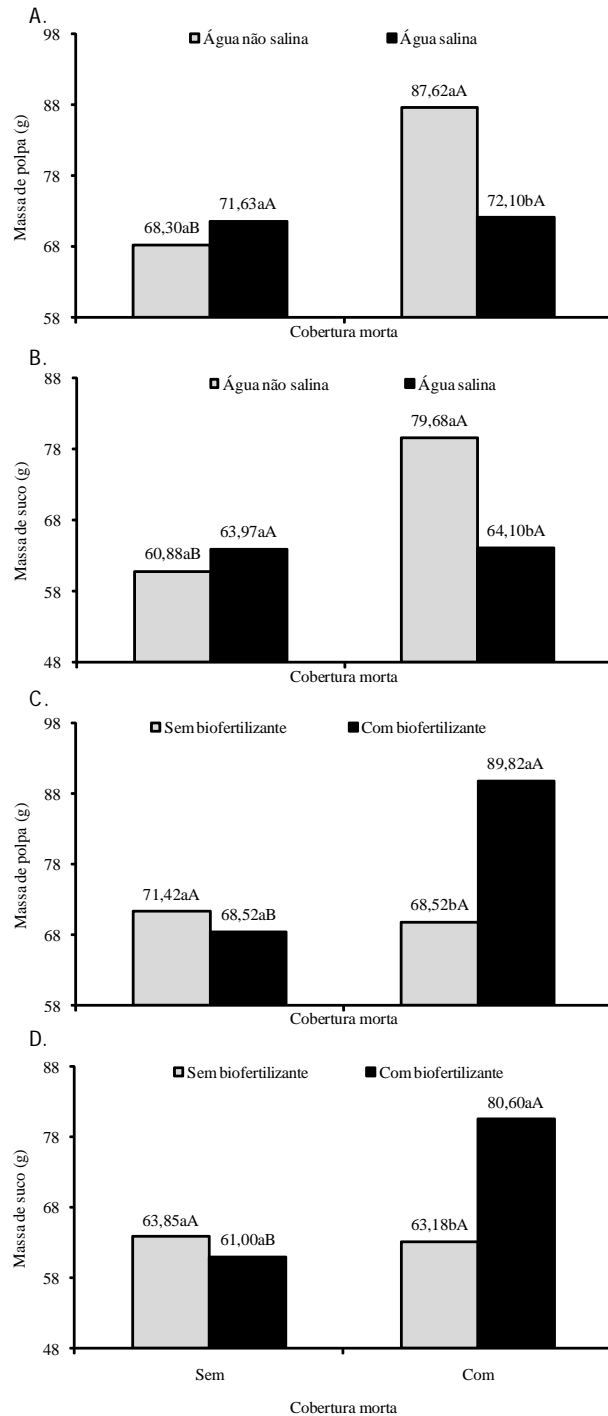 A.
98
Água não salina Água salina
87,62aA
88
Massa de polpa (g)
78
71,63aA 72,10bA
68,30aB
68
58
Cobertura morta
B.
88
Água não salina Água salina
79,68aA
78
Massa de suco (g)
68
63,97aA 64,10bA
60,88aB
58
48
Cobertura morta
C.
98
Sem biofertilizante Com biofertilizante
89,82aA
88
Massa de polpa (g)
78
71,42aA 68,52aB 68,52bA
68
58
Cobertura morta
D.
88
Sem biofertilizante Com biofertilizante
80,60aA
78
Massa de suco (g)
68
63,85aA 61,00aB 63,18bA
58
48
Sem Com
Cobertura morta